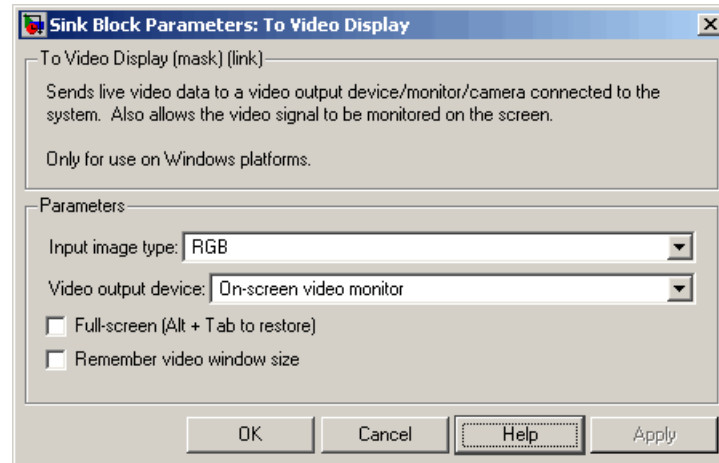 Sink Block Parameters: To Video Display
To Video Display (mask) (link)
Sends live video data to a video output device/monitor/camera connected to the
system.  Also allows the video signal to be monitored on the screen.
Only for use on Windows platforms.
Parameters
Input image type: RGB
Video output device: On-screen video monitor
Full-screen (Alt + Tab to restore)
Remember video window size
OK Cancel Help Apply